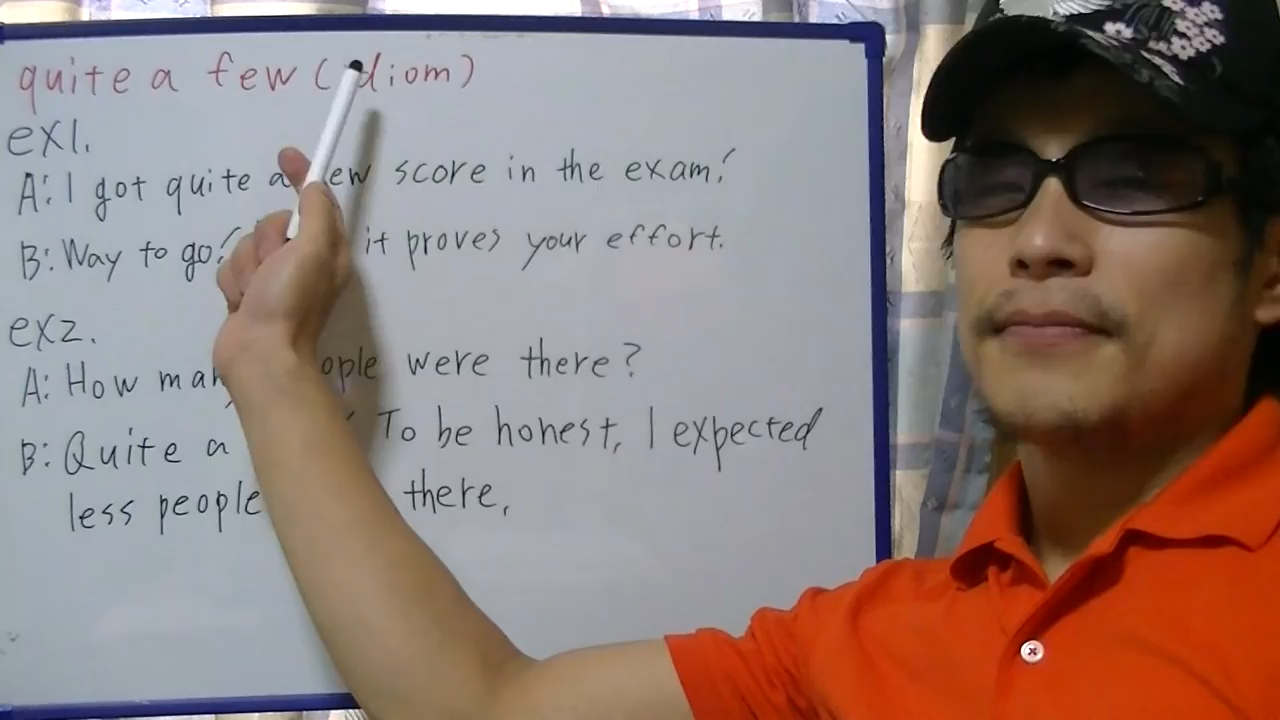 quite a few (idiom)
ex1.
A: I got quite a few score in the exam!
B: Way to go! it proves your effort.
ex2.
A: How many people were there?
B: Quite a To be honest, I expected
less people there,